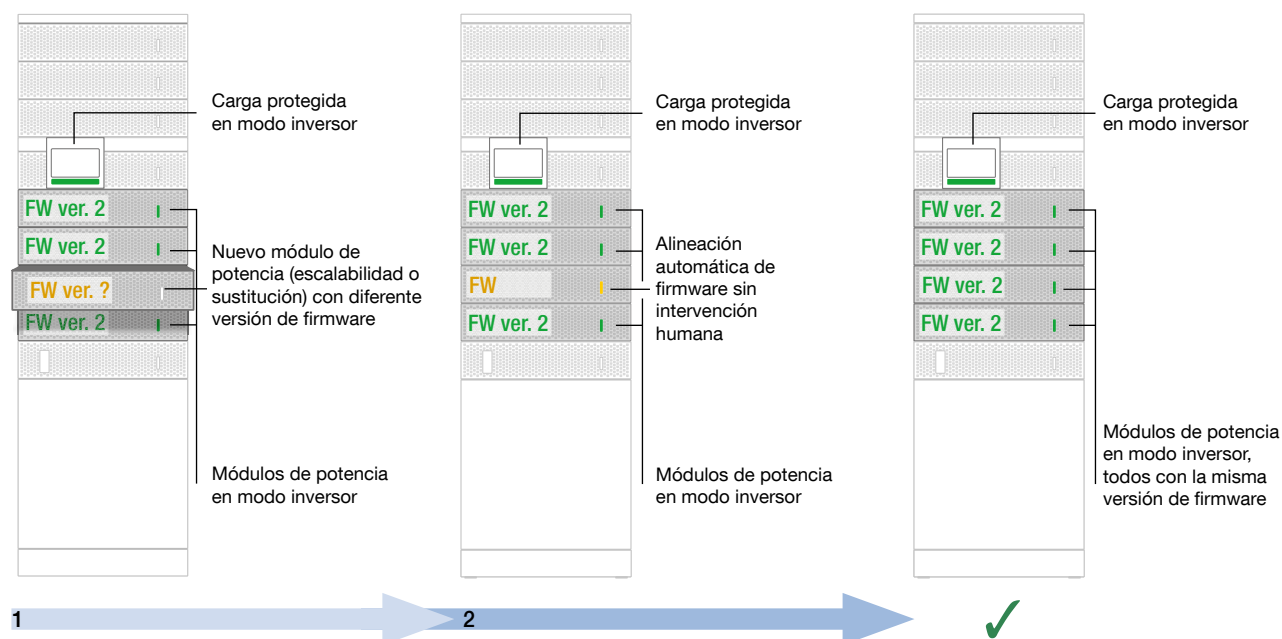 Carga protegida
en modo inversor
FW ver. 2
FW ver. 2
FW ver. ?
FW ver. 2
Nuevo módulo de
potencia (escalabilidad o
sustitución) con diferente
versión de firmware
Módulos de potencia
en modo inversor
1
Carga protegida
en modo inversor
FW ver. 2
FW ver. 2
FW
FW ver. 2
Alineación
automática de
firmware sin
intervención
humana
Módulos de potencia
en modo inversor
2
Carga protegida
en modo inversor
FW ver. 2
FW ver. 2
FW ver. 2
FW ver. 2
Módulos de potencia
en modo inversor,
todos con la misma
versión de firmware